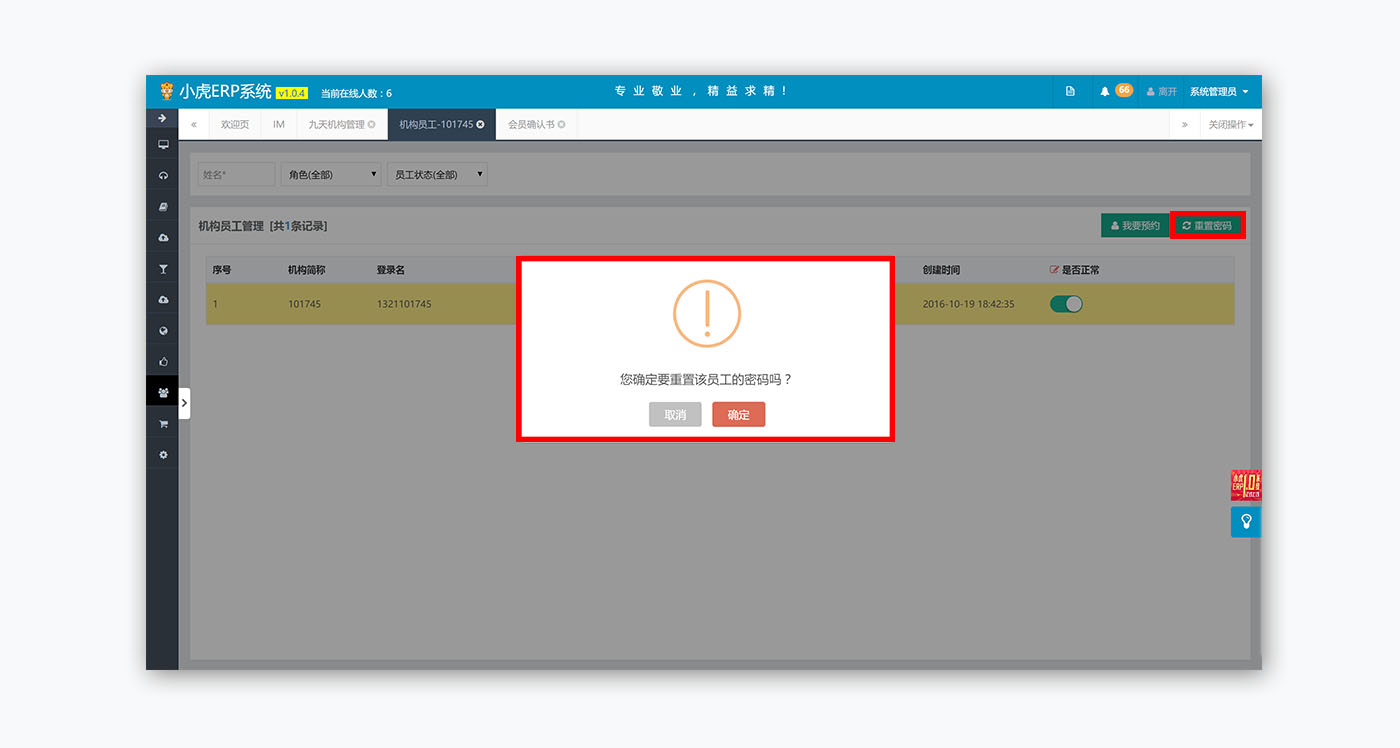 小虎ERP系统 v1.0.4 当前在线人数：6 专业敬业，精益求精！ 66 离开 系统管理员
« 欢迎页 IM 九天机构管理 机构员工-101745 会员确认书 » 关闭操作
姓名* 角色(全部) 员工状态(全部)
机构员工管理 [共1条记录] 我要预约 重置密码
序号 机构简称 登录名 创建时间 是否正常
1 101745 1321101745 2016-10-19 18:42:35
您确定要重置该员工的密码吗？
取消 确定
小虎
ERP 1.0